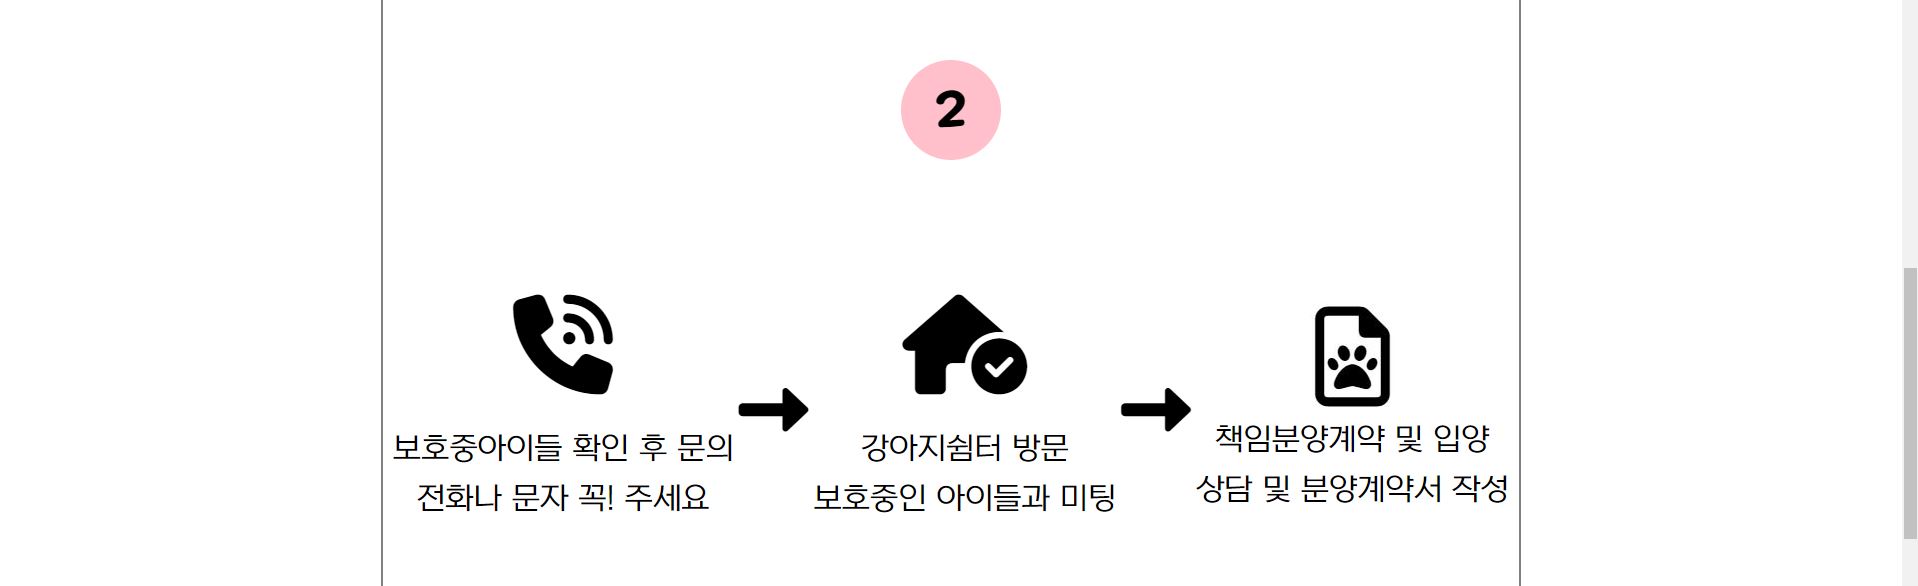 2
보호중아이들 확인 후 문의
전화나 문자 꼭! 주세요
강아지쉼터 방문
보호중인 아이들과 미팅
책임분양계약 및 입양
상담 및 분양계약서 작성